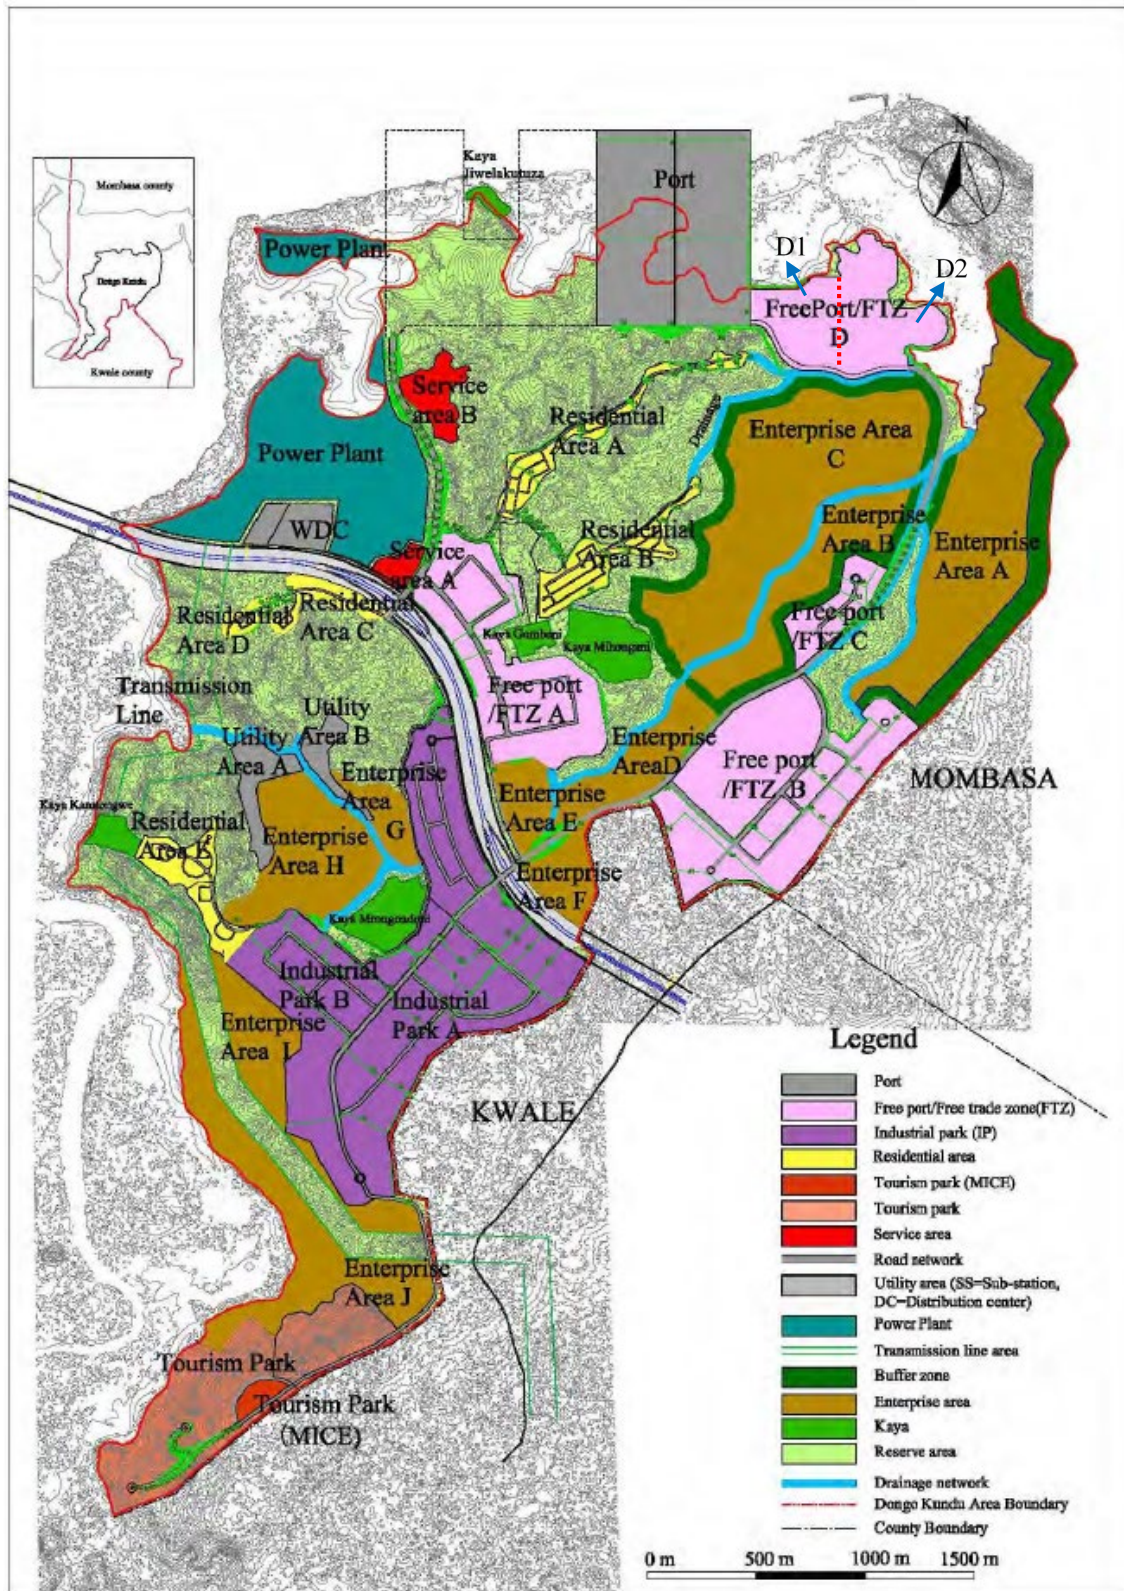 Mombasa county
Dongo Kundu
Kwale county
Kaya
Jiwelakutuza
Port
N
D1
D2
Power Plant
FreePort/FTZ
D
Service
area B
Residential
Area A
Drainage
Enterprise Area
C
Power Plant
WDC
Service
area A
Residential
Area B
Enterprise
Area B
Enterprise
Area A
Residential
Area C
Residential
Area D
Kaya Gumboni
Kaya Mihongani
Free port
/FTZ C
Transmission
Line
Free port
/FTZ A
Utility
Area B
Utility
Area A
Enterprise
AreaD
Free port
/FTZ B
MOMBASA
Enterprise
Area
G
Enterprise
Area E
Residential
Area E
Enterprise
Area H
Enterprise
Area F
Industrial
Park B
Industrial
Park A
Enterprise
Area I
KWALE
Enterprise
Area J
Tourism Park
Tourism Park
(MICE)
Legend
Port
Free port/Free trade zone(FTZ)
Industrial park (IP)
Residential area
Tourism park (MICE)
Tourism park
Service area
Road network
Utility area (SS=Sub-station,
DC=Distribution center)
Power Plant
Transmission line area
Buffer zone
Enterprise area
Kaya
Reserve area
Drainage network
Dongo Kundu Area Boundary
County Boundary
0 m 500 m 1000 m 1500 m